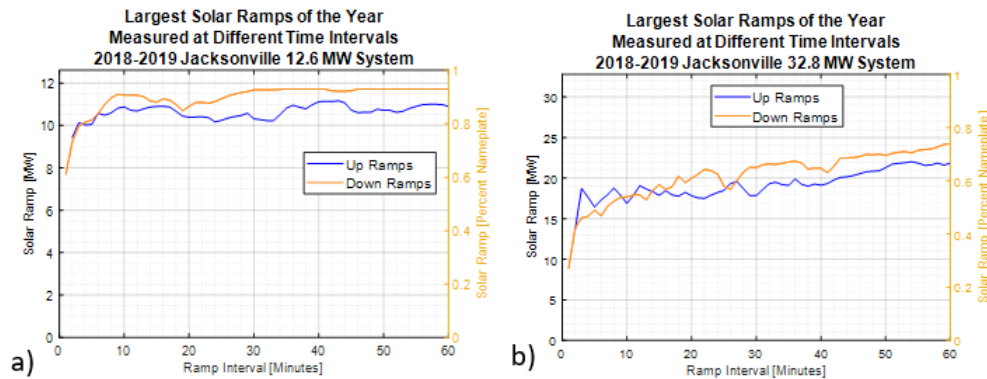 Largest Solar Ramps of the Year
Measured at Different Time Intervals
2018-2019 Jacksonville 12.6 MW System
Solar Ramp [MW]
12
10
8
6
4
2
0
Up Ramps
Down Ramps
1
0.8
0.6
0.4
0.2
0
Solar Ramp [Percent Nameplate]
0
10
20
30
40
50
60
Ramp Interval [Minutes]
a)
Largest Solar Ramps of the Year
Measured at Different Time Intervals
2018-2019 Jacksonville 32.8 MW System
Solar Ramp [MW]
30
25
20
15
10
5
0
Up Ramps
Down Ramps
1
0.8
0.6
0.4
0.2
0
Solar Ramp [Percent Nameplate]
0
10
20
30
40
50
60
Ramp Interval [Minutes]
b)